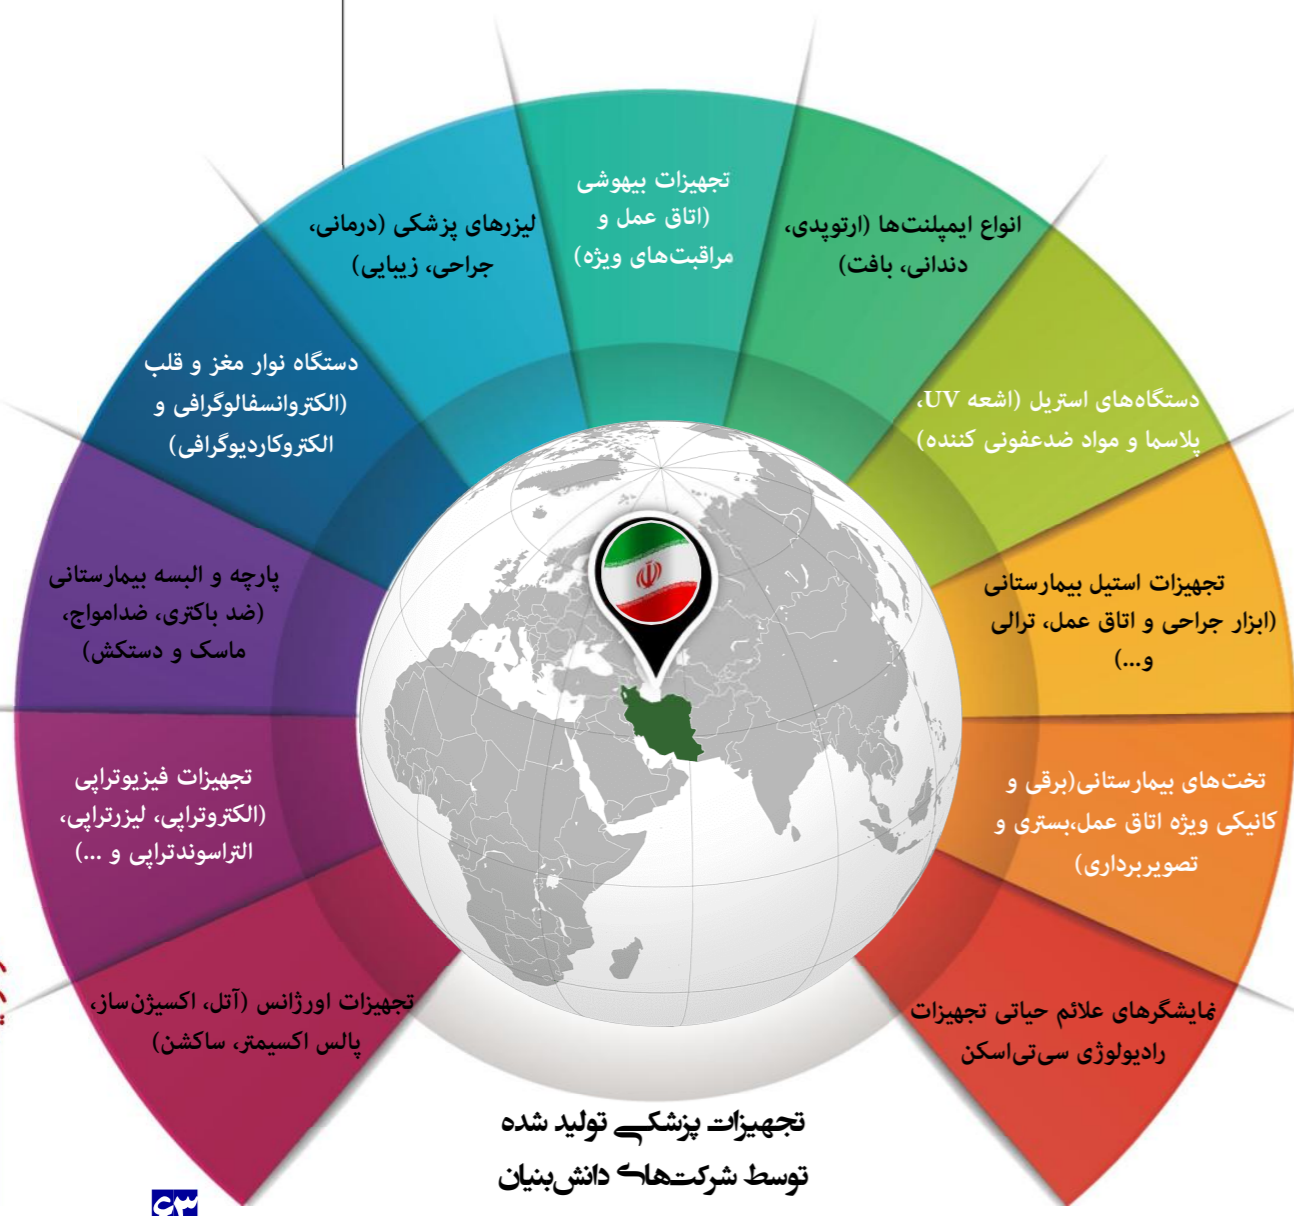 تجهیزات بیهوشی
(اتاق عمل و
مراقبت‌های ویژه)
انواع ایمپلنت‌ها (ارتوپدی،
دندانی، بافت)
لیزرهای پزشکی (درمانی،
جراحی، زیبایی)
دستگاه‌های استریل (اشعه UV،
پلاسما و مواد ضدعفونی کننده)
دستگاه نوار مغز و قلب
(الکتروانسفالوگرافی و
الکتروکاردیوگرافی)
تجهیزات استیل بیمارستانی
(ابزار جراحی و اتاق عمل، ترالی
و...)
پارچه و البسه بیمارستانی
(ضد باکتری، ضدامواج،
ماسک و دستکش)
تخت‌های بیمارستانی(برقی و
کانیکی ویژه اتاق عمل،بستری و
تصویربرداری)
تجهیزات فیزیوتراپی
(الکتروتراپی، لیزرتراپی،
التراسوندتراپی و ...)
نمایشگرهای علائم حیاتی تجهیزات
رادیولوژی سی‌تی‌اسکن
تجهیزات اورژانس (آتل، اکسیژن‌ساز،
پالس اکسیمتر، ساکشن)
تجهیزات پزشکی تولید شده
توسط شرکت‌های دانش‌بنیان
۶۳